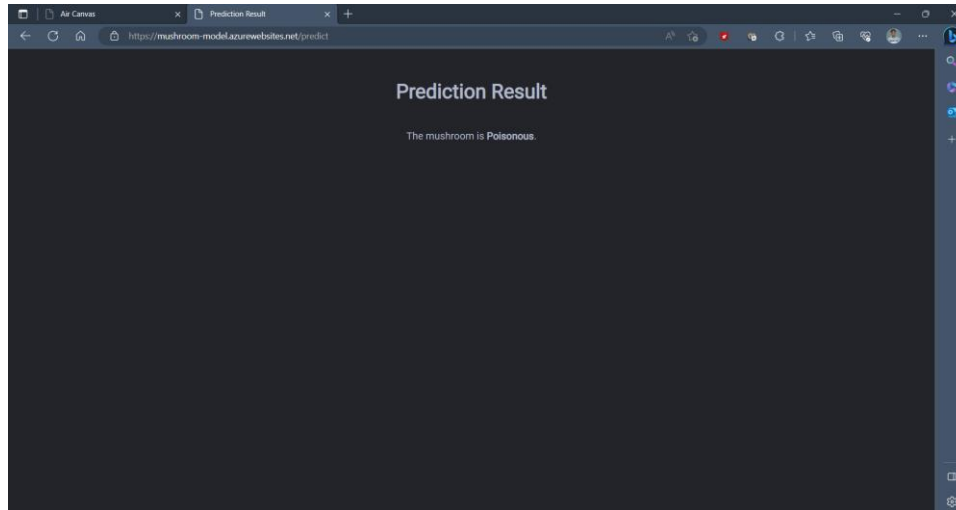 Air Canvas
Prediction Result
https://mushroom-model.azurewebsites.net/predict
Prediction Result
The mushroom is Poisonous.